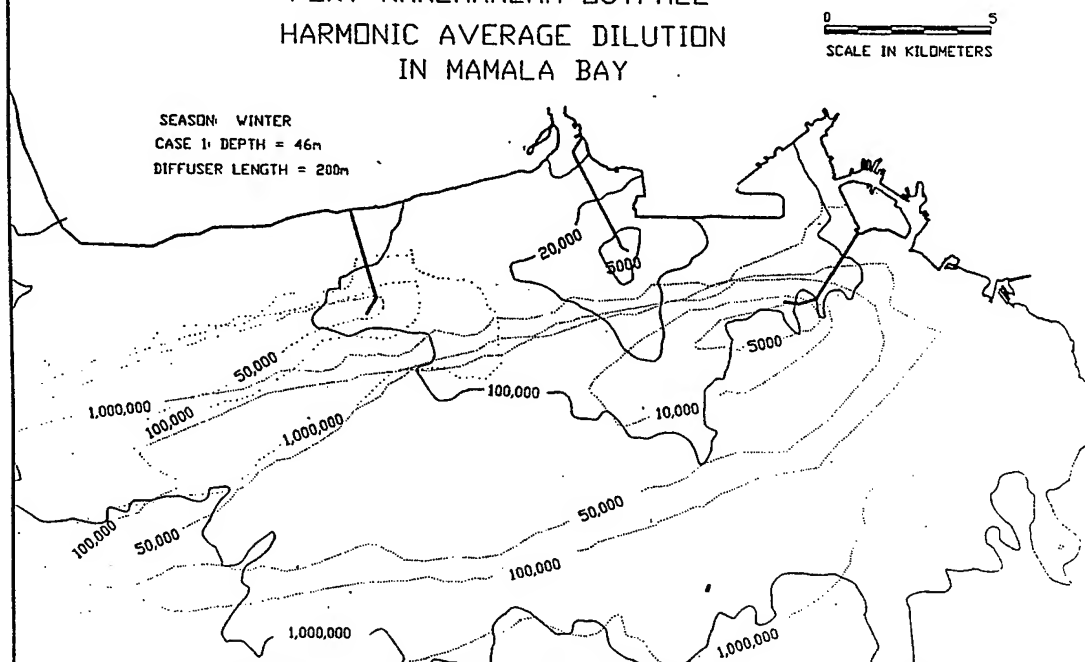 HARMONIC AVERAGE DILUTION
IN MAMALA BAY
0 5
SCALE IN KILOMETERS
SEASON: WINTER
CASE 1: DEPTH = 46m
DIFFUSER LENGTH = 200m
20,000
5000
50,000
5000
1,000,000
100,000
100,000
10,000
1,000,000
100,000
50,000
50,000
100,000
1,000,000
1,000,000